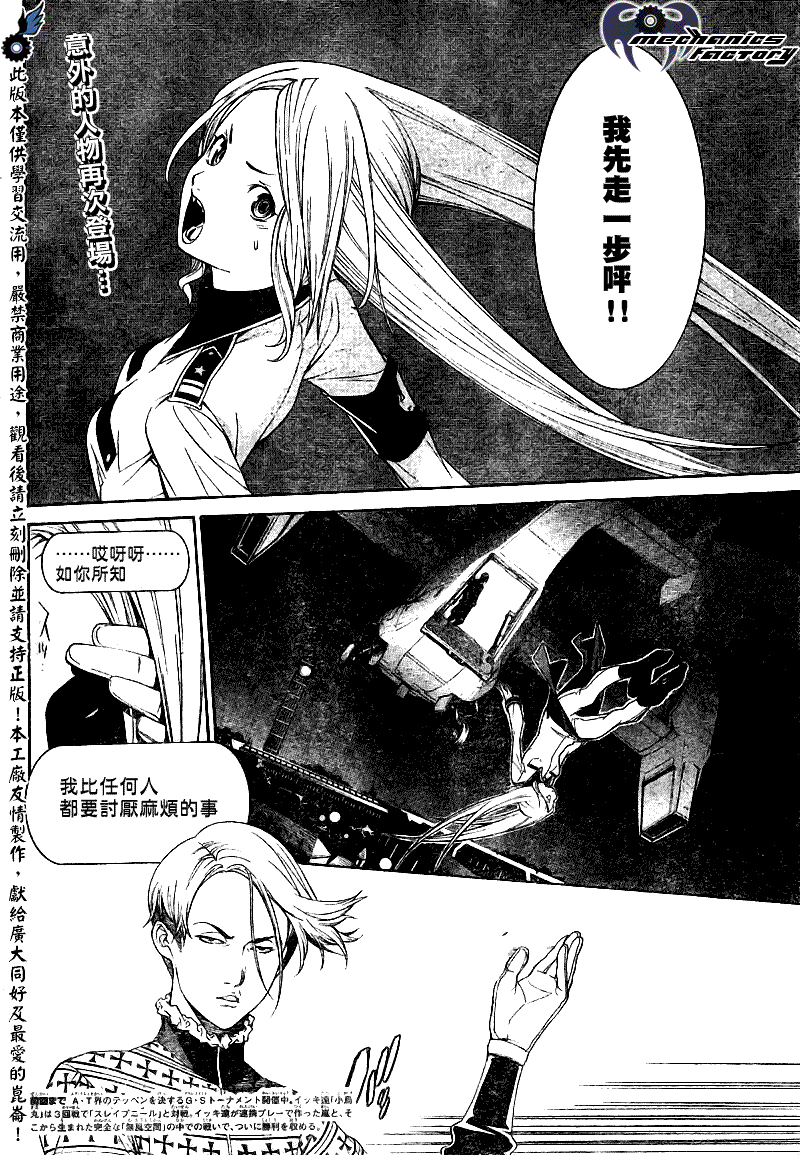 mechanics
Factory
我先走一步呼!!
意外的人物再次登場…
……哎呀呀……
如你所知
我比任何人
都要討厭麻煩的事
前回まで A・T界のテッペンを決するG・Sトーナメント開催中。イッキ達「小烏
丸」は3回戦で「スレイプニール」と対戦。イッキ達が連携プレーで作った嵐と、そ
こから生まれた完全な「無風空間」の中での戦いで、ついに勝利を収める。
此版本僅供學習交流用，嚴禁商業用途，觀看後請立刻刪除並請支持正版！本工廠友情製作，獻給廣大同好及最愛的崑崙！